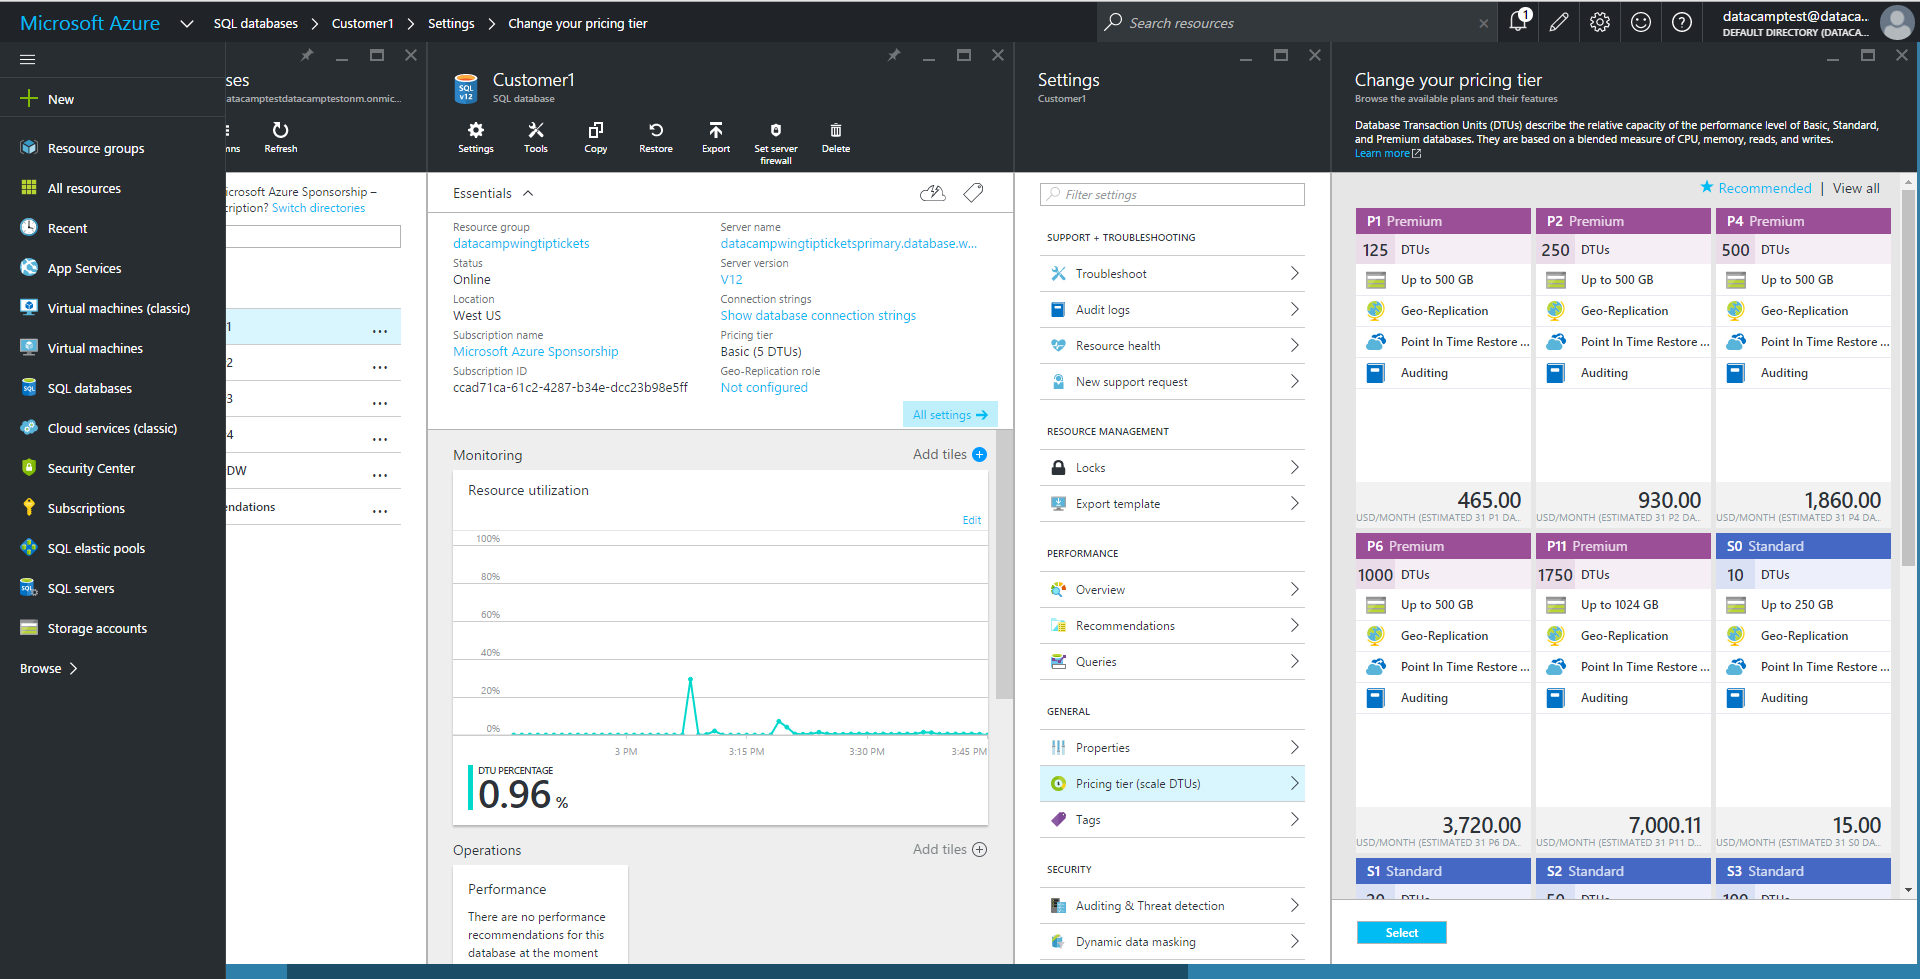 Microsoft Azure
SQL databases
Customer1
Settings
Change your pricing tier
Search resources
1
datacamptest@dataca...
DEFAULT DIRECTORY (DATACA...
New
Resource groups
All resources
Recent
App Services
Virtual machines (classic)
Virtual machines
SQL databases
Cloud services (classic)
Security Center
Subscriptions
SQL elastic pools
SQL servers
Storage accounts
Browse
ses
atacamptestdatacamptestonm.onmic...
mns
Refresh
icrosoft Azure Sponsorship –
cription? Switch directories
1
...
2
...
3
...
4
...
DW
...
endations
...
SQL
v12
Customer1
SQL database
Settings
Tools
Copy
Restore
Export
Set server
firewall
Delete
Essentials
Resource group
datacampwingtiptickets
Status
Online
Location
West US
Subscription name
Microsoft Azure Sponsorship
Subscription ID
ccad71ca-61c2-4287-b34e-dcc23b98e5ff
Server name
datacampwingtipticketsprimary.database.w...
Server version
V12
Connection strings
Show database connection strings
Pricing tier
Basic (5 DTUs)
Geo-Replication role
Not configured
All settings
Monitoring
Add tiles
Resource utilization
Edit
100%
80%
60%
40%
20%
0%
3 PM
3:15 PM
3:30 PM
3:45 PM
DTU PERCENTAGE
0.96 %
Operations
Add tiles
Performance
There are no performance
recommendations for this
database at the moment
Settings
Customer1
Filter settings
SUPPORT + TROUBLESHOOTING
Troubleshoot
Audit logs
Resource health
New support request
RESOURCE MANAGEMENT
Locks
Export template
PERFORMANCE
Overview
Recommendations
Queries
GENERAL
Properties
Pricing tier (scale DTUs)
Tags
SECURITY
Auditing & Threat detection
Dynamic data masking
Change your pricing tier
Browse the available plans and their features
Database Transaction Units (DTUs) describe the relative capacity of the performance level of Basic, Standard,
and Premium databases. They are based on a blended measure of CPU, memory, reads, and writes.
Learn more
Recommended | View all
P1 Premium
125 DTUs
Up to 500 GB
Geo-Replication
Point In Time Restore ...
Auditing
465.00
USD/MONTH (ESTIMATED 31 P1 DA...
P2 Premium
250 DTUs
Up to 500 GB
Geo-Replication
Point In Time Restore ...
Auditing
930.00
USD/MONTH (ESTIMATED 31 P2 DA...
P4 Premium
500 DTUs
Up to 500 GB
Geo-Replication
Point In Time Restore ...
Auditing
1,860.00
USD/MONTH (ESTIMATED 31 P4 DA...
P6 Premium
1000 DTUs
Up to 500 GB
Geo-Replication
Point In Time Restore ...
Auditing
3,720.00
USD/MONTH (ESTIMATED 31 P6 DA...
P11 Premium
1750 DTUs
Up to 1024 GB
Geo-Replication
Point In Time Restore ...
Auditing
7,000.11
USD/MONTH (ESTIMATED 31 P11 D...
S0 Standard
10 DTUs
Up to 250 GB
Geo-Replication
Point In Time Restore ...
Auditing
15.00
USD/MONTH (ESTIMATED 31 S0 DA...
S1 Standard
20 DTUs
S2 Standard
50 DTUs
S3 Standard
100 DTUs
Select